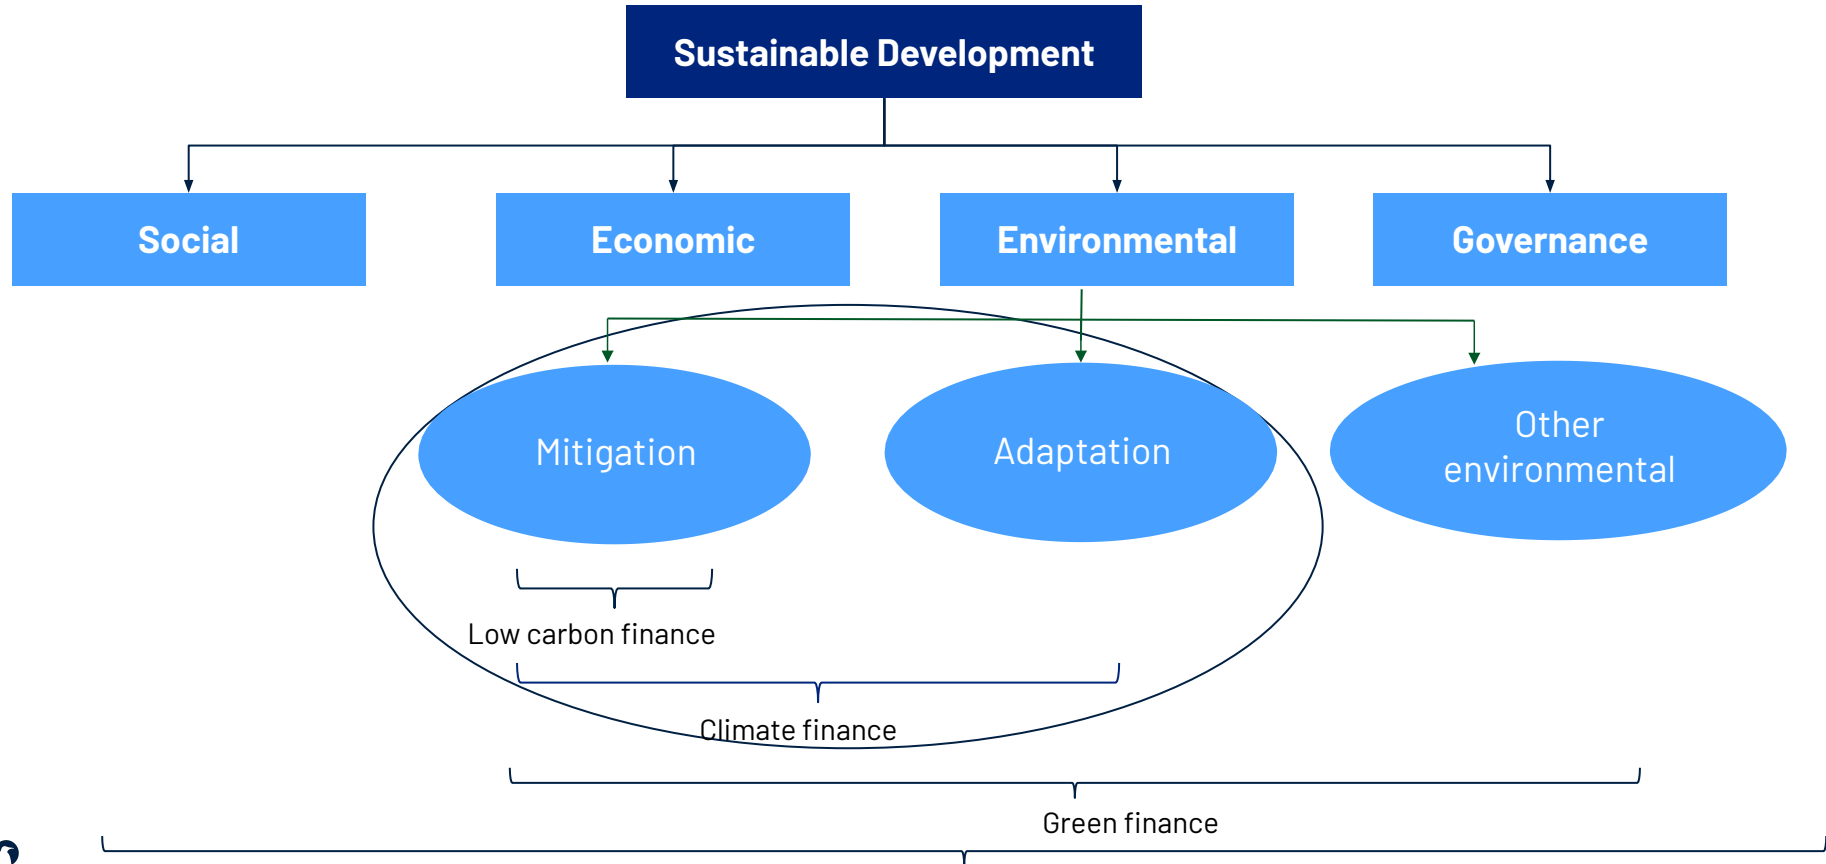 Sustainable Development
Social
Economic
Environmental
Governance
Mitigation
Adaptation
Other
environmental
Low carbon finance
Climate finance
Green finance